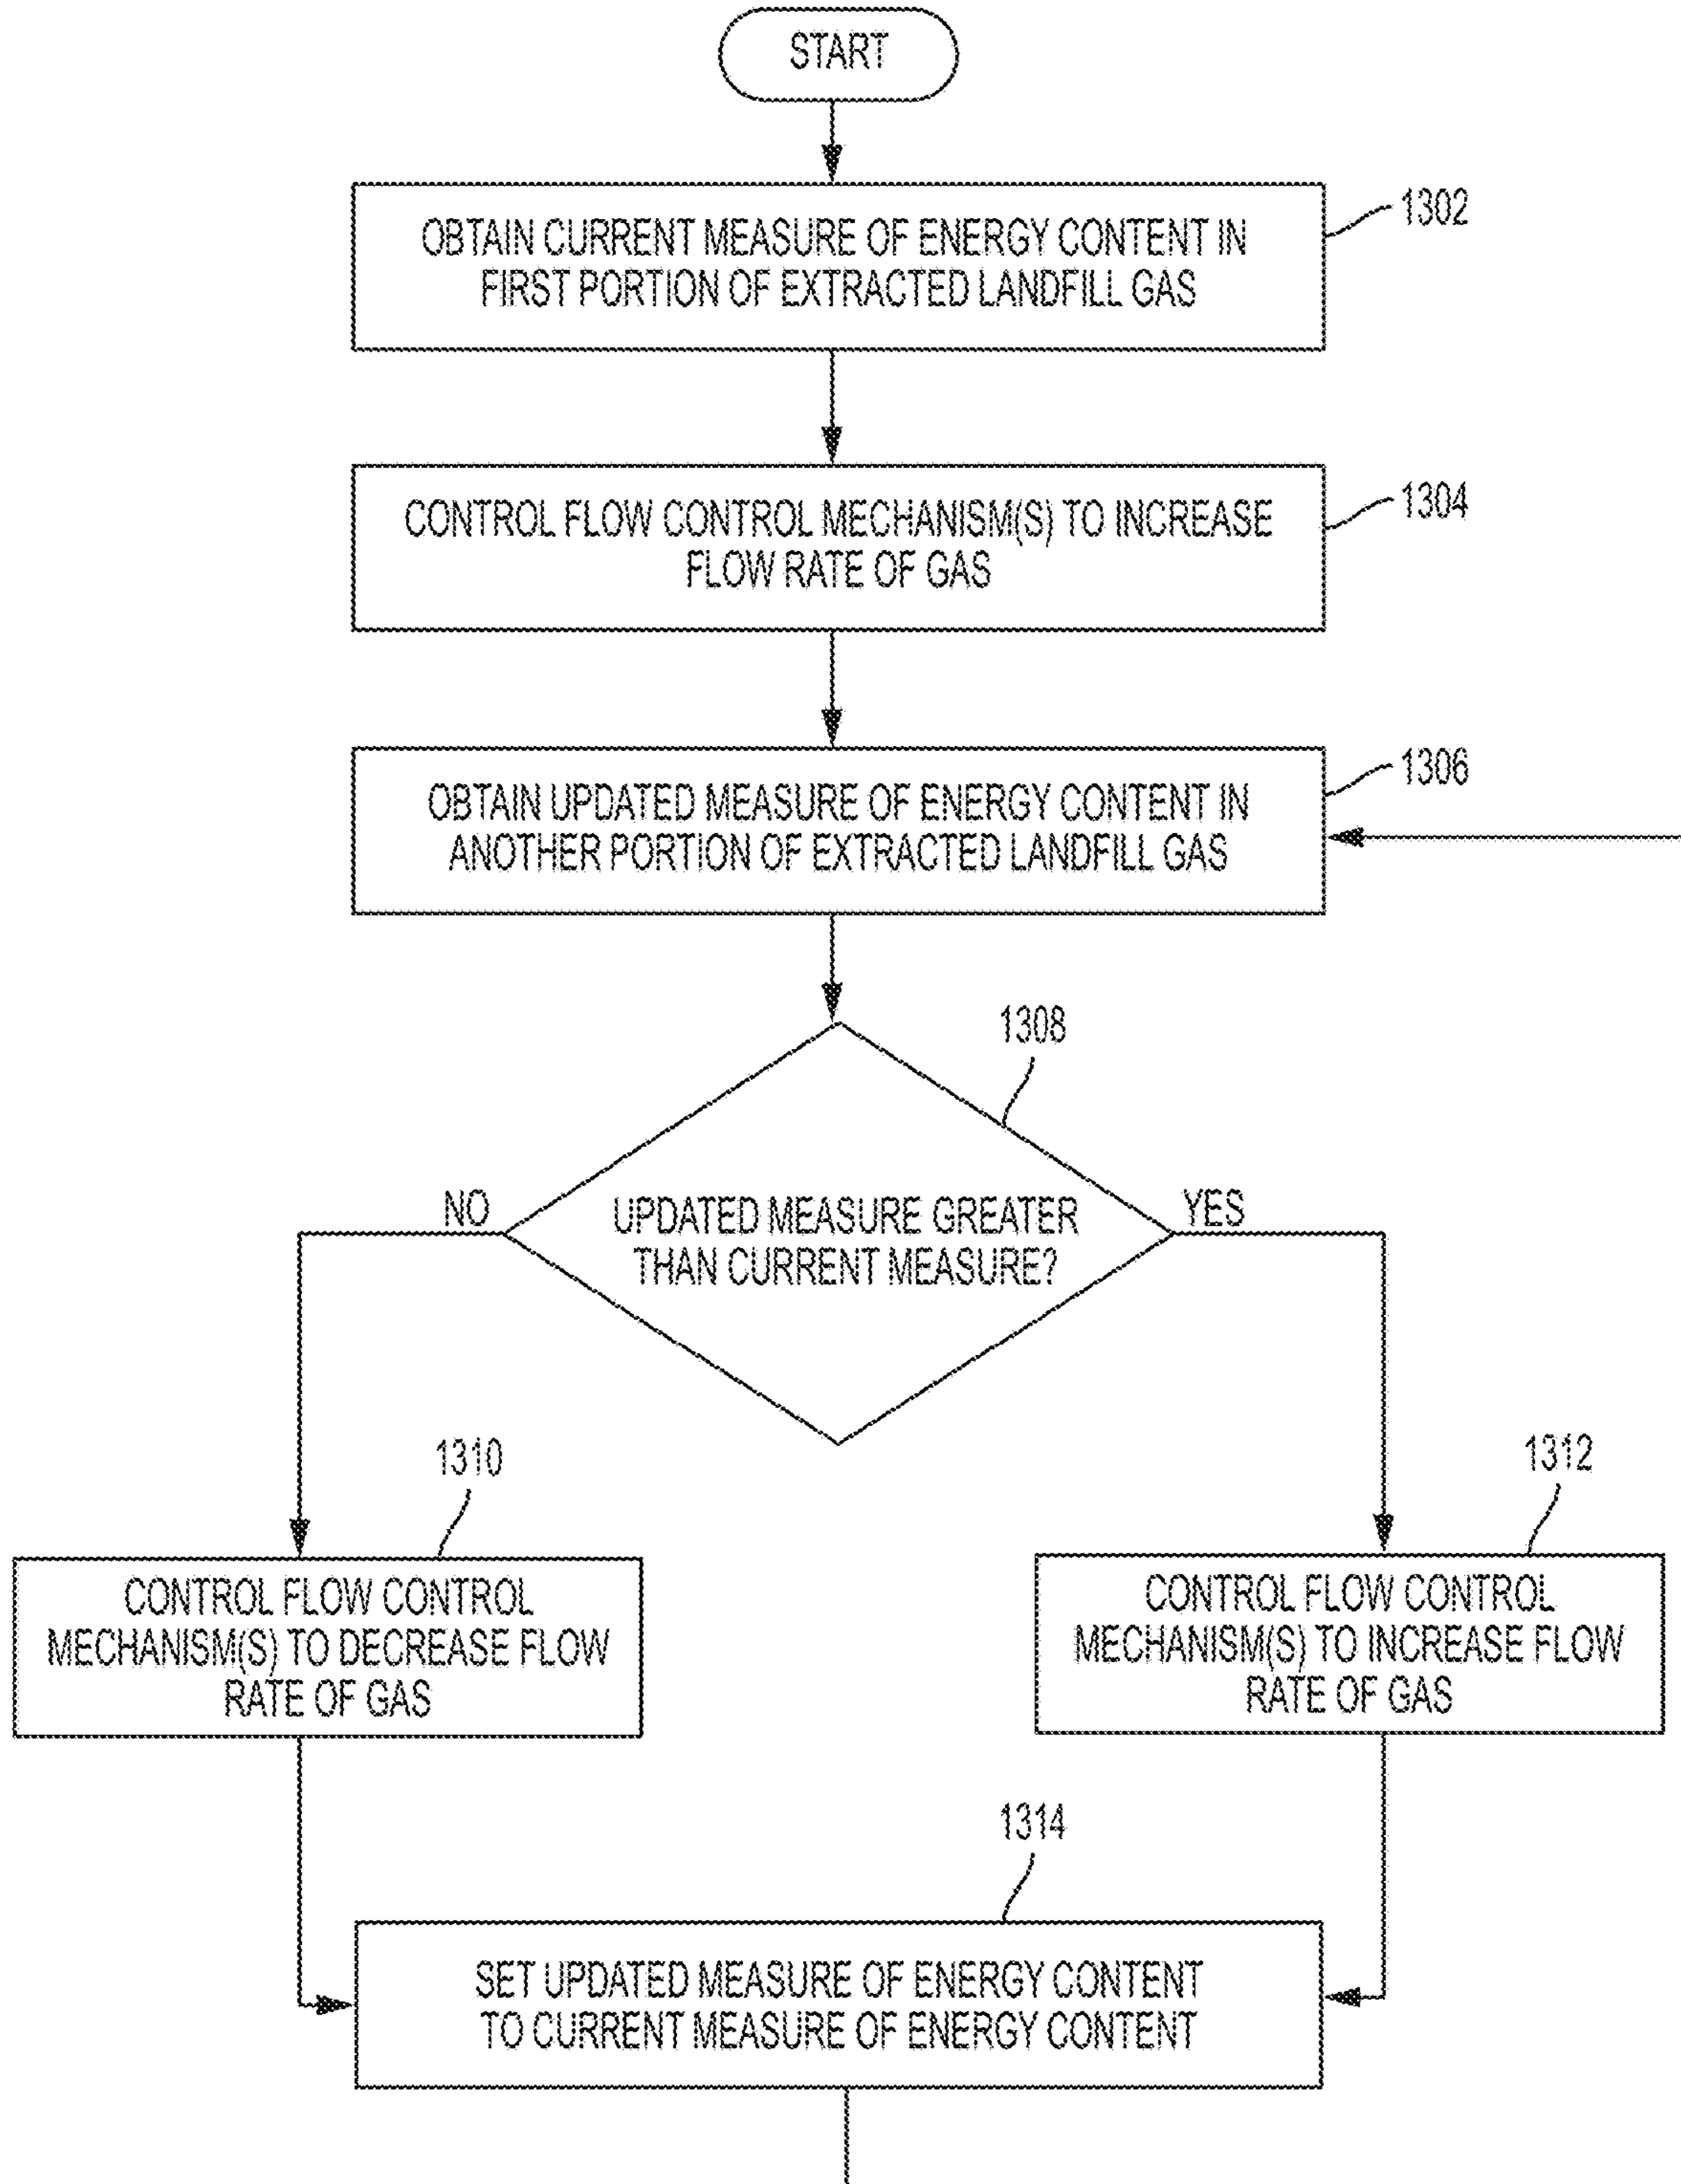 START
1302
OBTAIN CURRENT MEASURE OF ENERGY CONTENT IN
FIRST PORTION OF EXTRACTED LANDFILL GAS
1304
CONTROL FLOW CONTROL MECHANISM(S) TO INCREASE
FLOW RATE OF GAS
1306
OBTAIN UPDATED MEASURE OF ENERGY CONTENT IN
ANOTHER PORTION OF EXTRACTED LANDFILL GAS
1308
NO
YES
UPDATED MEASURE GREATER
THAN CURRENT MEASURE?
1310
CONTROL FLOW CONTROL
MECHANISM(S) TO DECREASE FLOW
RATE OF GAS
1312
CONTROL FLOW CONTROL
MECHANISM(S) TO INCREASE FLOW
RATE OF GAS
1314
SET UPDATED MEASURE OF ENERGY CONTENT
TO CURRENT MEASURE OF ENERGY CONTENT